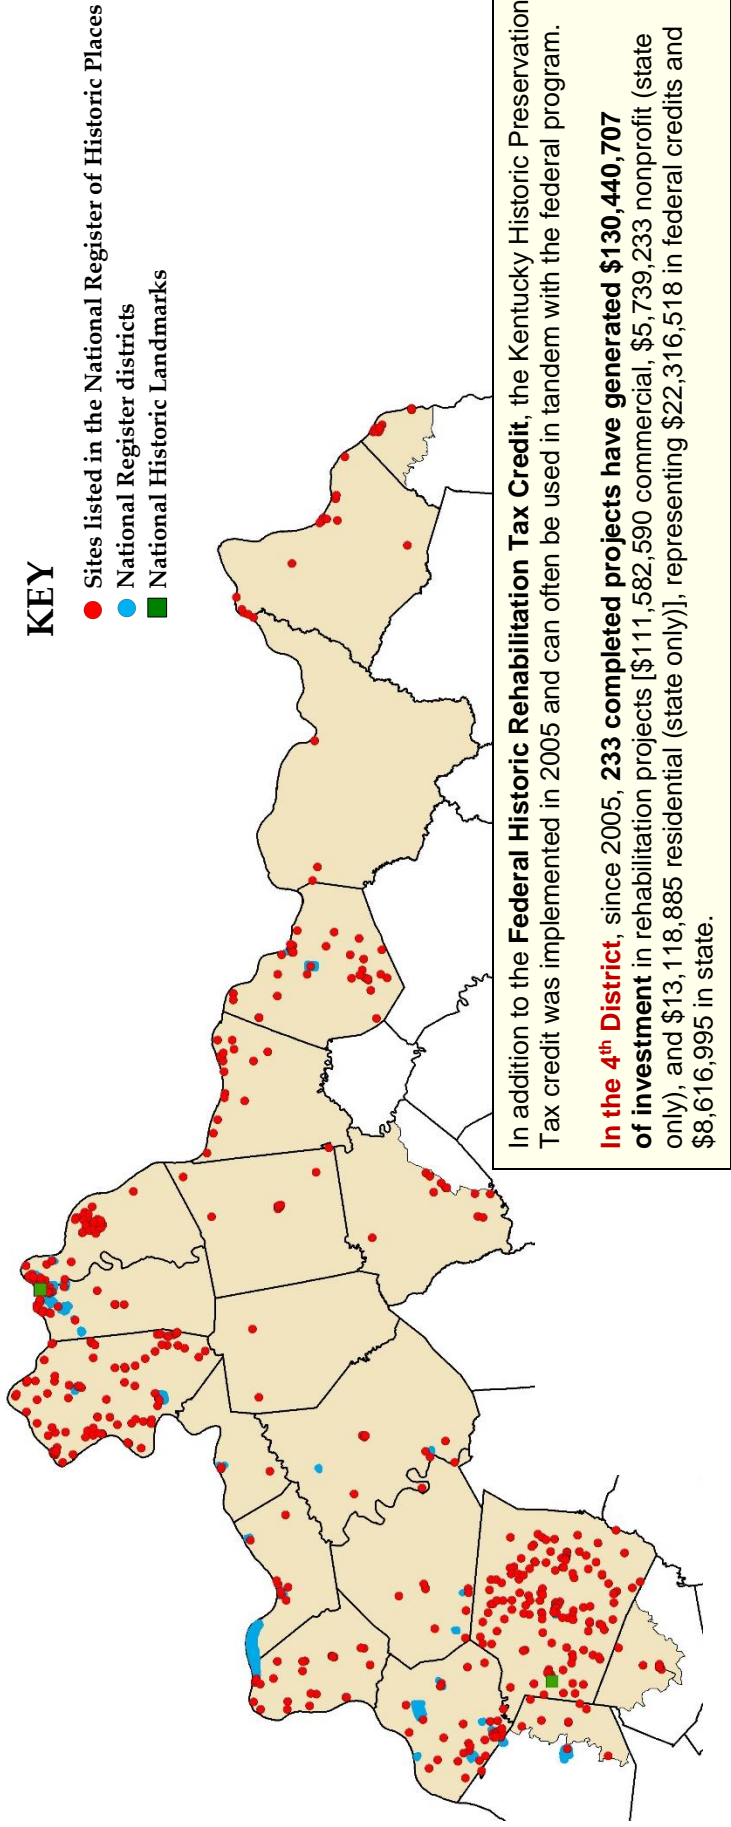 KEY
Sites listed in the National Register of Historic Places
National Register districts
National Historic Landmarks
In addition to the Federal Historic Rehabilitation Tax Credit, the Kentucky Historic Preservation
Tax credit was implemented in 2005 and can often be used in tandem with the federal program.
In the 4th District, since 2005, 233 completed projects have generated $130,440,707
of investment in rehabilitation projects [$111,582,590 commercial, $5,739,233 nonprofit (state
only), and $13,118,885 residential (state only)], representing $22,316,518 in federal credits and
$8,616,995 in state.